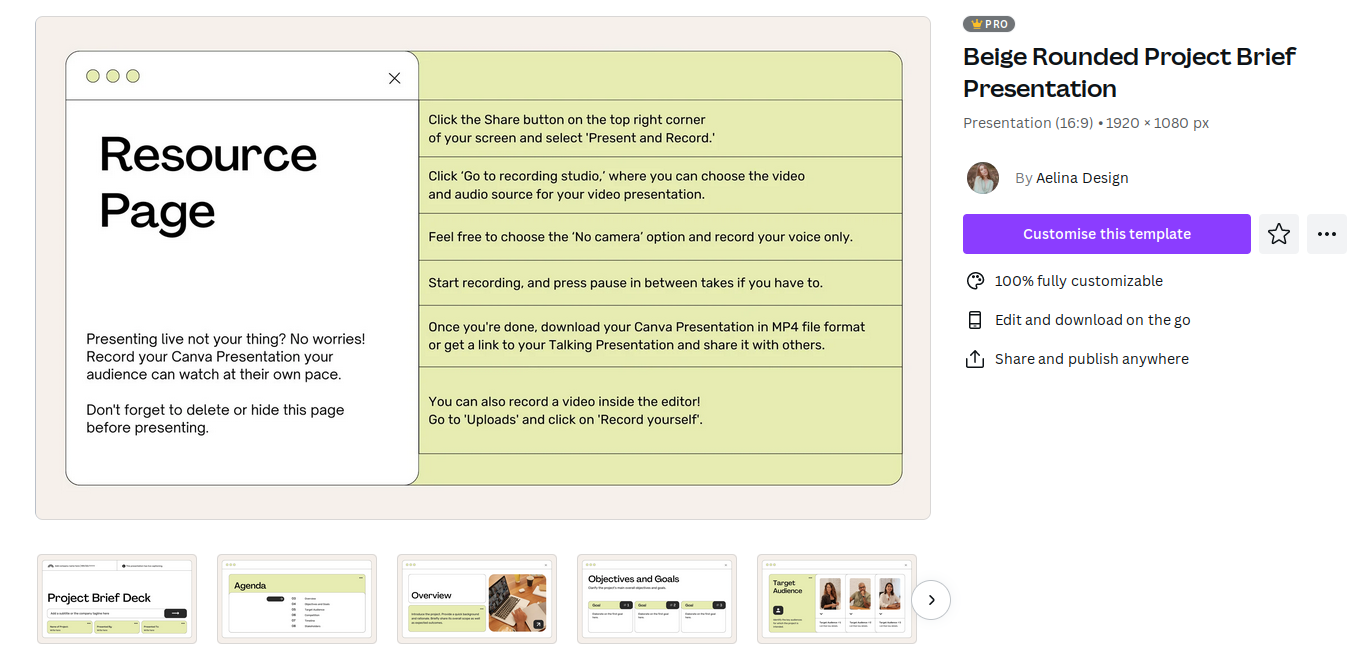 PRO
Beige Rounded Project Brief
Presentation
Presentation (16:9) • 1920 × 1080 px
By Aelina Design
Customise this template
100% fully customizable
Edit and download on the go
Share and publish anywhere
Resource
Page
Presenting live not your thing? No worries!
Record your Canva Presentation your
audience can watch at their own pace.
Don't forget to delete or hide this page
before presenting.
Click the Share button on the top right corner
of your screen and select 'Present and Record.'
Click ‘Go to recording studio,’ where you can choose the video
and audio source for your video presentation.
Feel free to choose the ‘No camera’ option and record your voice only.
Start recording, and press pause in between takes if you have to.
Once you're done, download your Canva Presentation in MP4 file format
or get a link to your Talking Presentation and share it with others.
You can also record a video inside the editor!
Go to 'Uploads' and click on 'Record yourself'.
Project Brief Deck
Agenda
Overview
Objectives and Goals
Goal
Goal
Goal
Target
Audience